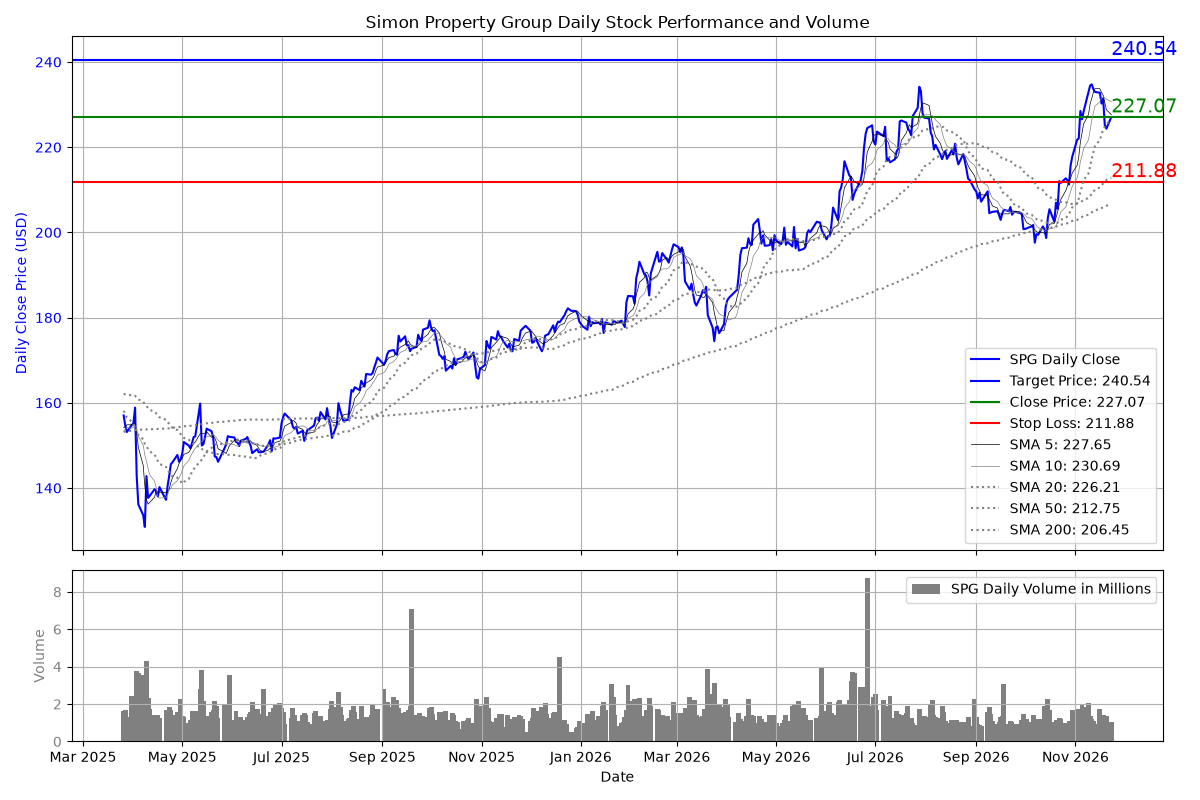 Simon Property Group Daily Stock Performance and Volume
240.54
227.07
211.88
240
220
200
180
160
140
Daily Close Price (USD)
SPG Daily Close
Target Price: 240.54
Close Price: 227.07
Stop Loss: 211.88
SMA 5: 227.65
SMA 10: 230.69
SMA 20: 226.21
SMA 50: 212.75
SMA 200: 206.45
SPG Daily Volume in Millions
8
6
4
2
0
Volume
Mar 2025 May 2025 Jul 2025 Sep 2025 Nov 2025 Jan 2026 Mar 2026 May 2026 Jul 2026 Sep 2026 Nov 2026
Date